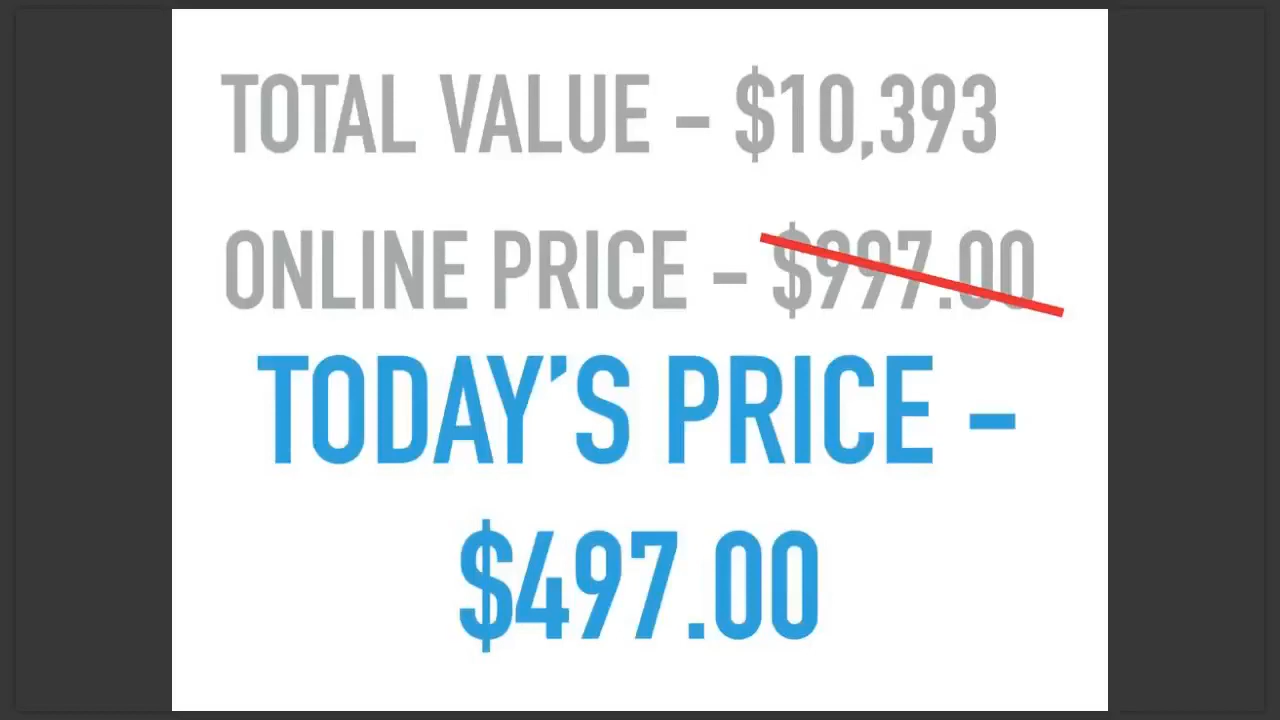 TOTAL VALUE – $10,393
ONLINE PRICE – $997.00
TODAY’S PRICE –
$497.00